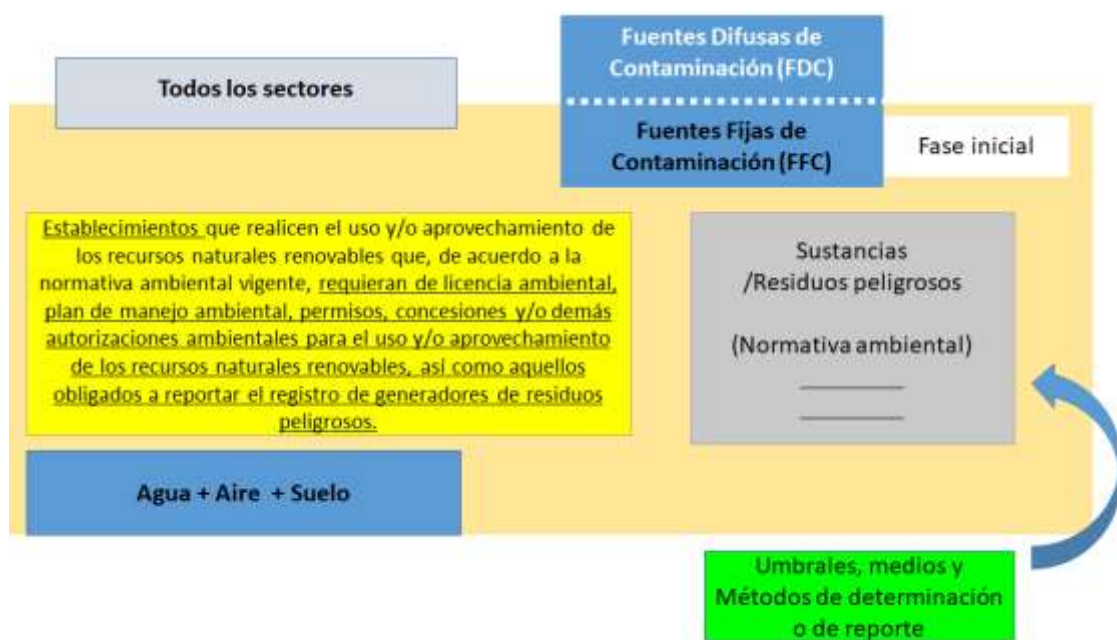 Fuentes Difusas de
Contaminación (FDC)
Todos los sectores
Fuentes Fijas de
Contaminación (FFC)
Fase inicial
Establecimientos que realicen el uso y/o aprovechamiento de
los recursos naturales renovables que, de acuerdo a la
normativa ambiental vigente, requieran de licencia ambiental,
plan de manejo ambiental, permisos, concesiones y/o demás
autorizaciones ambientales para el uso y/o aprovechamiento
de los recursos naturales renovables, así como aquellos
obligados a reportar el registro de generadores de residuos
peligrosos.
Sustancias
/Residuos peligrosos
(Normativa ambiental)
Agua + Aire + Suelo
Umbrales, medios y
Métodos de determinación
o de reporte